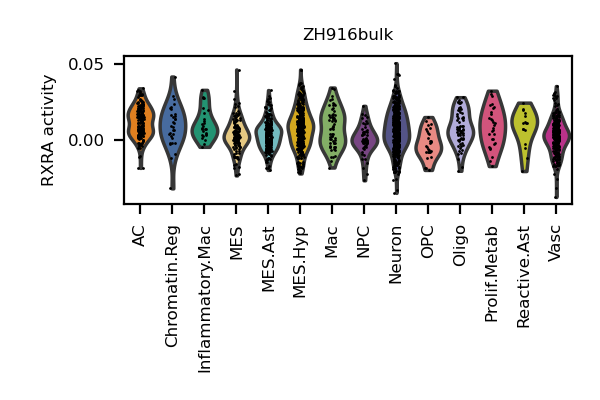 ZH916bulk
RXRA activity
0.05
0.00
AC
Chromatin.Reg
Inflammatory.Mac
MES
MES.Ast
MES.Hyp
Mac
NPC
Neuron
OPC
Oligo
Prolif.Metab
Reactive.Ast
Vasc